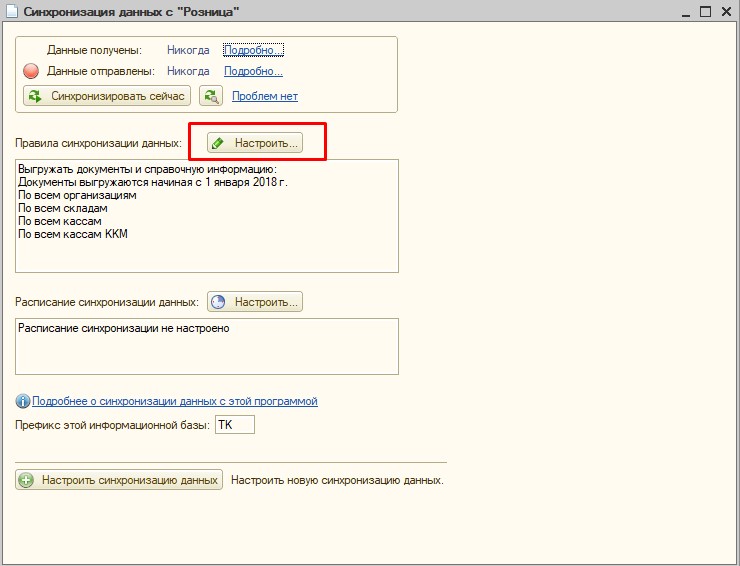 Синхронизация данных с "Розница"
Данные получены: Никогда Подробно...
Данные отправлены: Никогда Подробно...
Синхронизировать сейчас Проблем нет
Правила синхронизации данных: Настроить...
Выгружать документы и справочную информацию:
Документы выгружаются начиная с 1 января 2018 г.
По всем организациям
По всем складам
По всем кассам
По всем кассам ККМ
Расписание синхронизации данных: Настроить...
Расписание синхронизации не настроено
Подробнее о синхронизации данных с этой программой
Префикс этой информационной базы: ТК
Настроить синхронизацию данных Настроить новую синхронизацию данных.